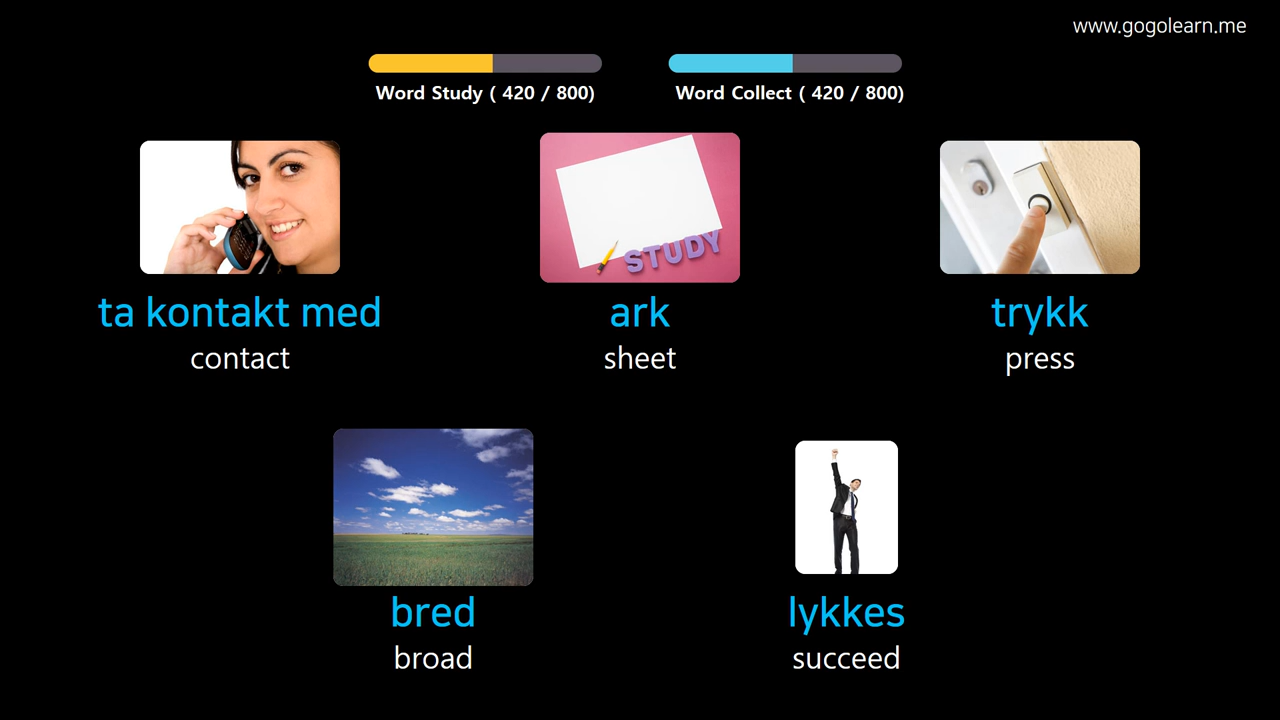 www.gogolearn.me
Word Study ( 420 / 800)
Word Collect ( 420 / 800)
STUDY
ta kontakt med
contact
ark
sheet
trykk
press
bred
broad
lykkes
succeed